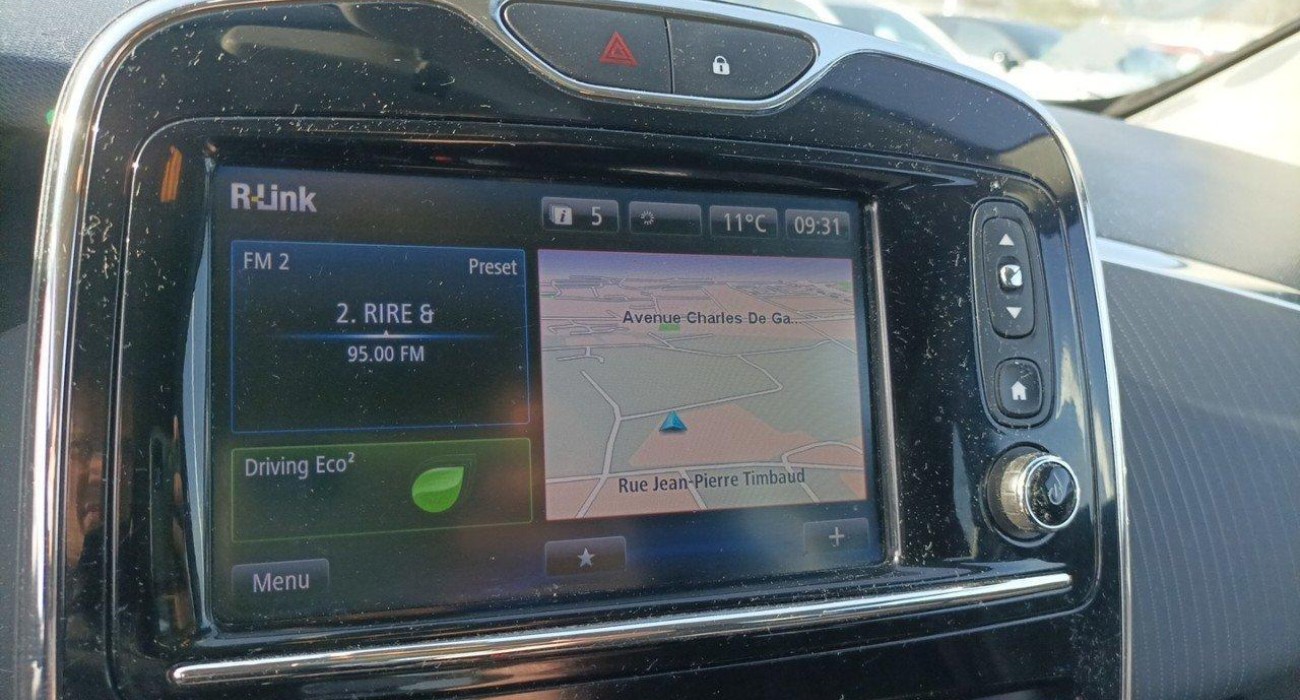 R-Link
5
11°C
09:31
FM 2
Preset
2. RIRE &
95.00 FM
Avenue Charles De Ga...
Driving Eco²
Rue Jean-Pierre Timbaud
Menu